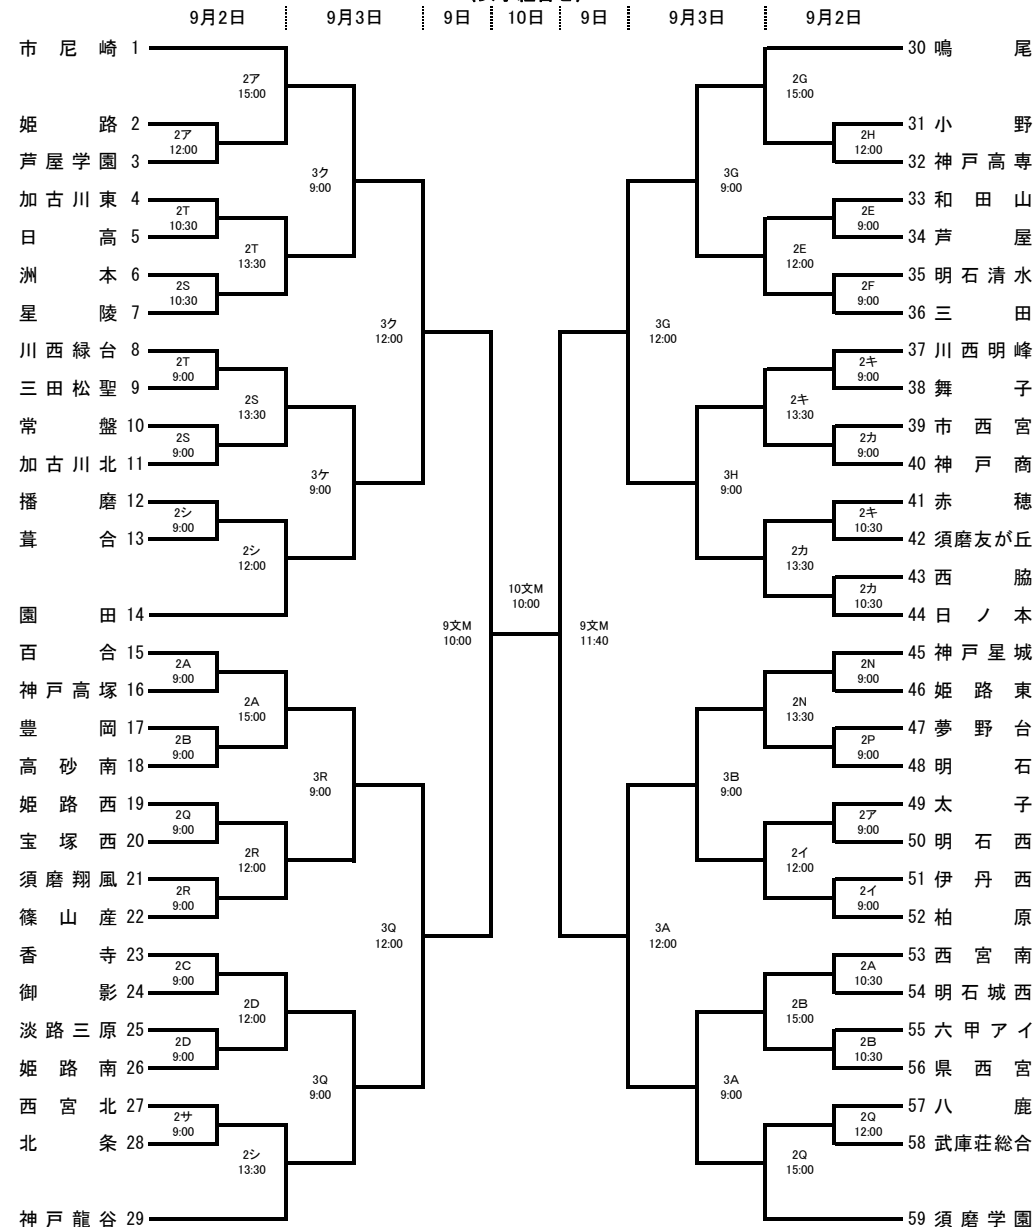 9月2日 9月3日 9日 10日 9日 9月3日 9月2日
市尼崎 1
2ア
15:00
姫路 2
2ア
12:00
芦屋学園 3
3ク
9:00
加古川東 4
2T
10:30
日高 5
2T
13:30
洲本 6
2S
10:30
星陵 7
3ク
12:00
川西緑台 8
2T
9:00
三田松聖 9
2S
13:30
常盤 10
2S
9:00
加古川北 11
3ケ
9:00
播磨 12
2シ
9:00
葺合 13
2シ
12:00
園田 14
9文M
10:00
百合 15
2A
9:00
神戸高塚 16
2A
15:00
豊岡 17
2B
9:00
高砂南 18
3R
9:00
姫路西 19
2Q
9:00
宝塚西 20
2R
12:00
須磨翔風 21
2R
9:00
篠山産 22
3Q
12:00
香寺 23
2C
9:00
御影 24
2D
12:00
淡路三原 25
2D
9:00
姫路南 26
3Q
9:00
西宮北 27
2サ
9:00
北条 28
2シ
13:30
神戸龍谷 29
10文M
10:00
30 鳴尾
2G
15:00
31 小野
2H
12:00
32 神戸高専
3G
9:00
33 和田山
2E
9:00
34 芦屋
2E
12:00
35 明石清水
2F
9:00
36 三田
3G
12:00
37 川西明峰
2キ
9:00
38 舞子
2キ
13:30
39 市西宮
2カ
9:00
40 神戸商
3H
9:00
41 赤穂
2キ
10:30
42 須磨友が丘
2カ
13:30
43 西脇
2カ
10:30
44 日ノ本
9文M
11:40
45 神戸星城
2N
9:00
46 姫路東
2N
13:30
47 夢野台
2P
9:00
48 明石
3B
9:00
49 太子
2ア
9:00
50 明石西
2イ
12:00
51 伊丹西
2イ
9:00
52 柏原
3A
12:00
53 西宮南
2A
10:30
54 明石城西
2B
15:00
55 六甲アイ
2B
10:30
56 県西宮
3A
9:00
57 八鹿
2Q
12:00
58 武庫荘総合
2Q
15:00
59 須磨学園